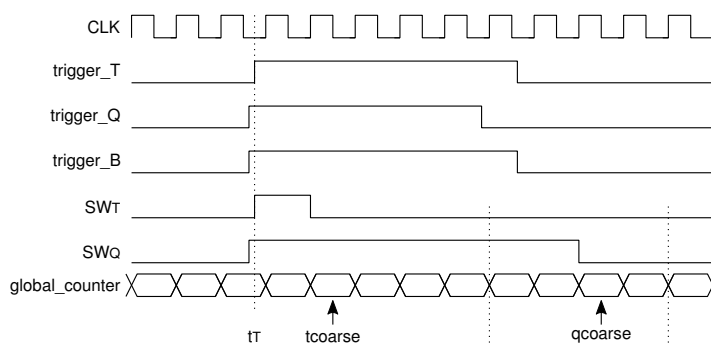 CLK
trigger_T
trigger_Q
trigger_B
SWT
SWQ
global_counter
tT tcoarse qcoarse